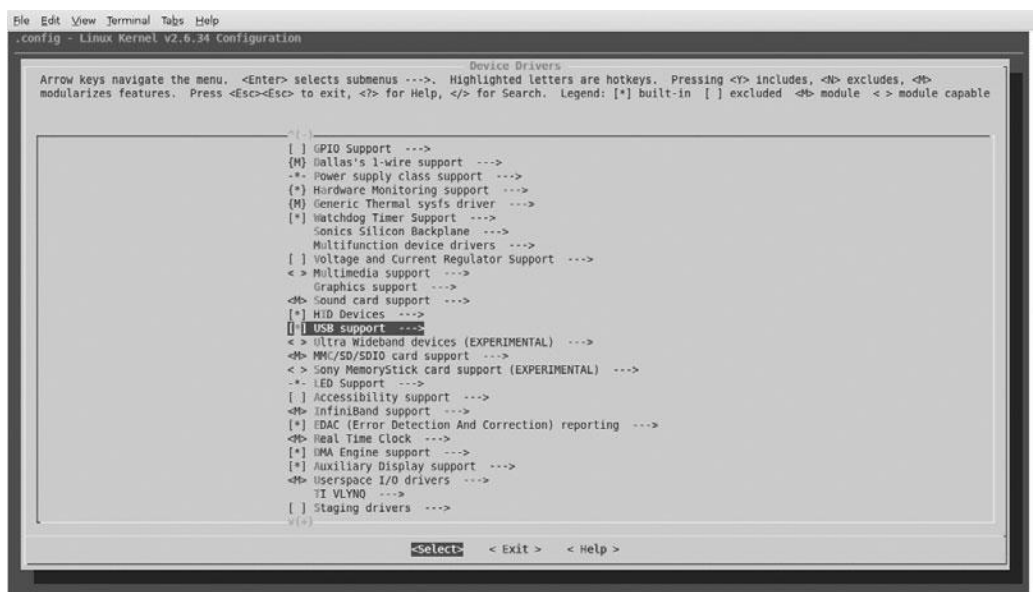 File Edit View Terminal Tabs Help
.config - Linux Kernel v2.6.34 Configuration
Device Drivers
Arrow keys navigate the menu. <Enter> selects submenus --->. Highlighted letters are hotkeys. Pressing <Y> includes, <N> excludes, <M>
modularizes features. Press <Esc><Esc> to exit, <?> for Help, </> for Search. Legend: [*] built-in [ ] excluded <M> module < > module capable
^(-)
[ ] GPIO Support --->
{M} Dallas's 1-wire support --->
-*- Power supply class support --->
{*} Hardware Monitoring support --->
{M} Generic Thermal sysfs driver --->
[*] Watchdog Timer Support --->
Sonics Silicon Backplane --->
Multifunction device drivers --->
[ ] Voltage and Current Regulator Support --->
< > Multimedia support --->
Graphics support --->
<M> Sound card support --->
[*] HID Devices --->
[*] USB support --->
< > Ultra Wideband devices (EXPERIMENTAL) --->
<M> MMC/SD/SDIO card support --->
< > Sony MemoryStick card support (EXPERIMENTAL) --->
-*- LED Support --->
[ ] Accessibility support --->
<M> InfiniBand support --->
[*] EDAC (Error Detection And Correction) reporting --->
<M> Real Time Clock --->
[*] DMA Engine support --->
[*] Auxiliary Display support --->
<M> Userspace I/O drivers --->
TI VLYNQ --->
[ ] Staging drivers --->
v(+)
<Select> < Exit > < Help >